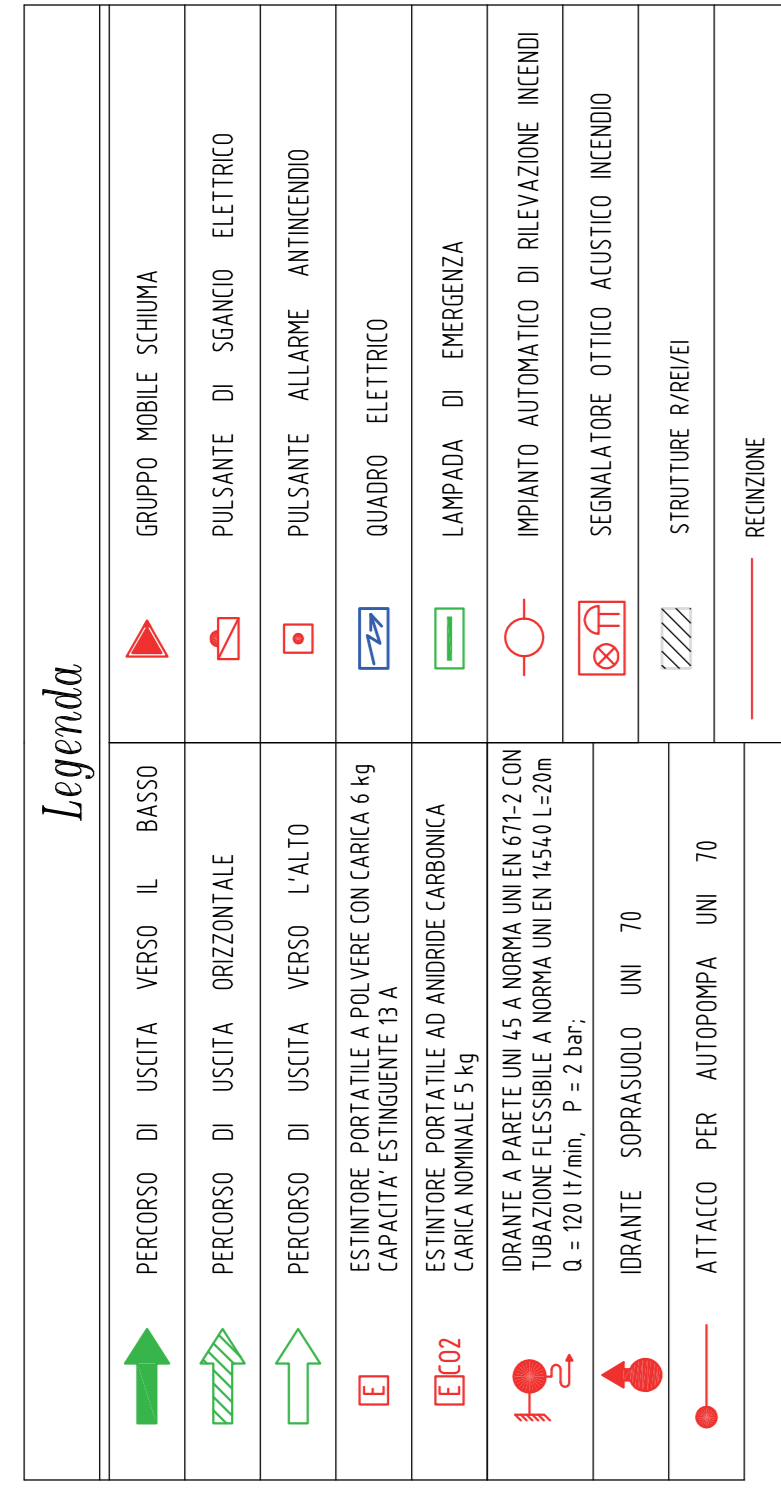 Legenda
PERCORSO DI USCITA VERSO IL BASSO
PERCORSO DI USCITA ORIZZONTALE
PERCORSO DI USCITA VERSO L'ALTO
E
ESTINTORE PORTATILE A POLVERE CON CARICA 6 kg
CAPACITA' ESTINGUENTE 13 A
E CO2
ESTINTORE PORTATILE AD ANIDRIDE CARBONICA
CARICA NOMINALE 5 kg
IDRANTE A PARETE UNI 45 A NORMA UNI EN 671-2 CON
TUBAZIONE FLESSIBILE A NORMA UNI EN 14540 L=20m
Q = 120 lt/min, P = 2 bar;
IDRANTE SOPRASUOLO UNI 70
ATTACCO PER AUTOPOMPA UNI 70
GRUPPO MOBILE SCHIUMA
PULSANTE DI SGANCIO ELETTRICO
PULSANTE ALLARME ANTINCENDIO
QUADRO ELETTRICO
LAMPADA DI EMERGENZA
IMPIANTO AUTOMATICO DI RILEVAZIONE INCENDI
SEGNALATORE OTTICO ACUSTICO INCENDIO
STRUTTURE R/REI/EI
RECINZIONE